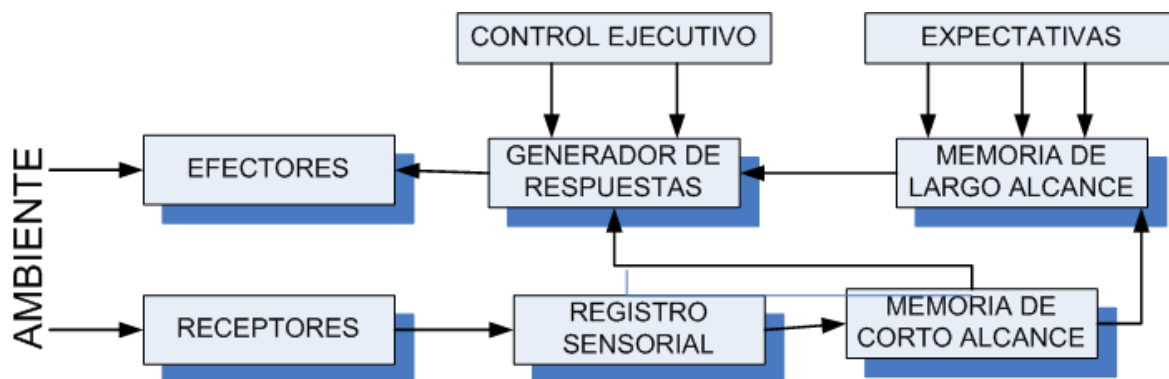 CONTROL EJECUTIVO
EXPECTATIVAS
AMBIENTE
EFECTORES
GENERADOR DE
RESPUESTAS
MEMORIA DE
LARGO ALCANCE
RECEPTORES
REGISTRO
SENSORIAL
MEMORIA DE
CORTO ALCANCE